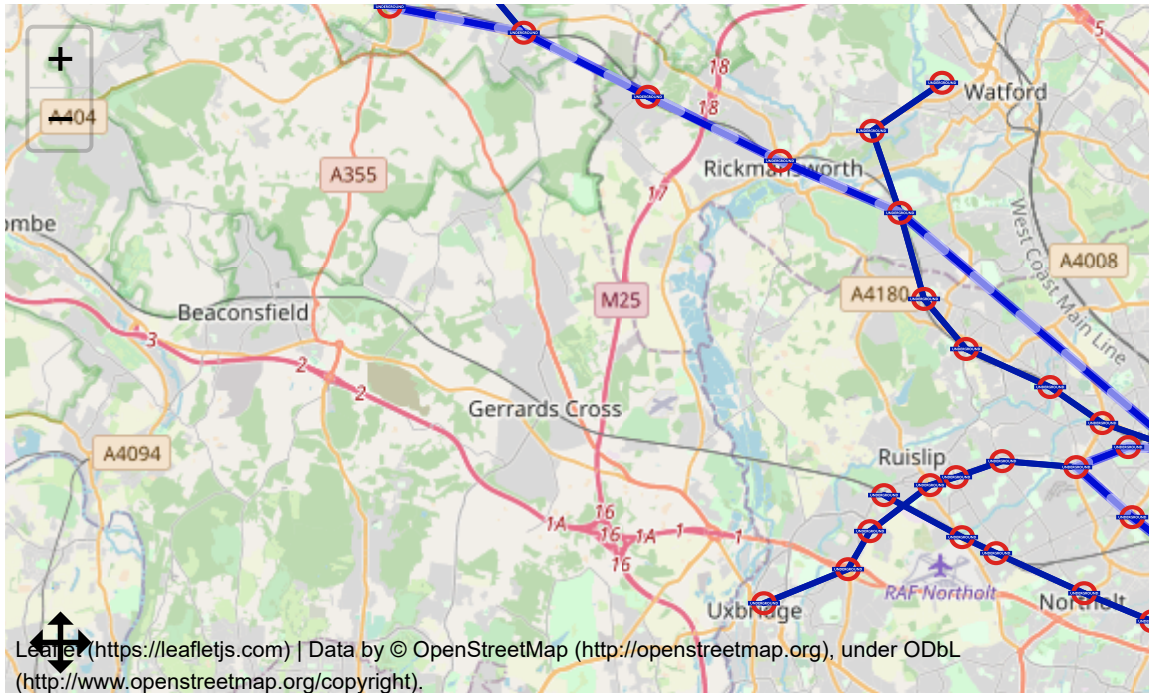 +
5
18
Watford
A404
18
Rickmansworth
A355
17
ombe
West Coast Main Line
A4008
A4180
M25
Beaconsfield
3
2
2
Gerrards Cross
A4094
Ruislip
16
1A
16
1A
1
1
16
RAF Northolt
Uxbridge
Northolt
UNDERGROUND
Leaflet (https://leafletjs.com) | Data by © OpenStreetMap (http://openstreetmap.org), under ODbL
(http://www.openstreetmap.org/copyright).